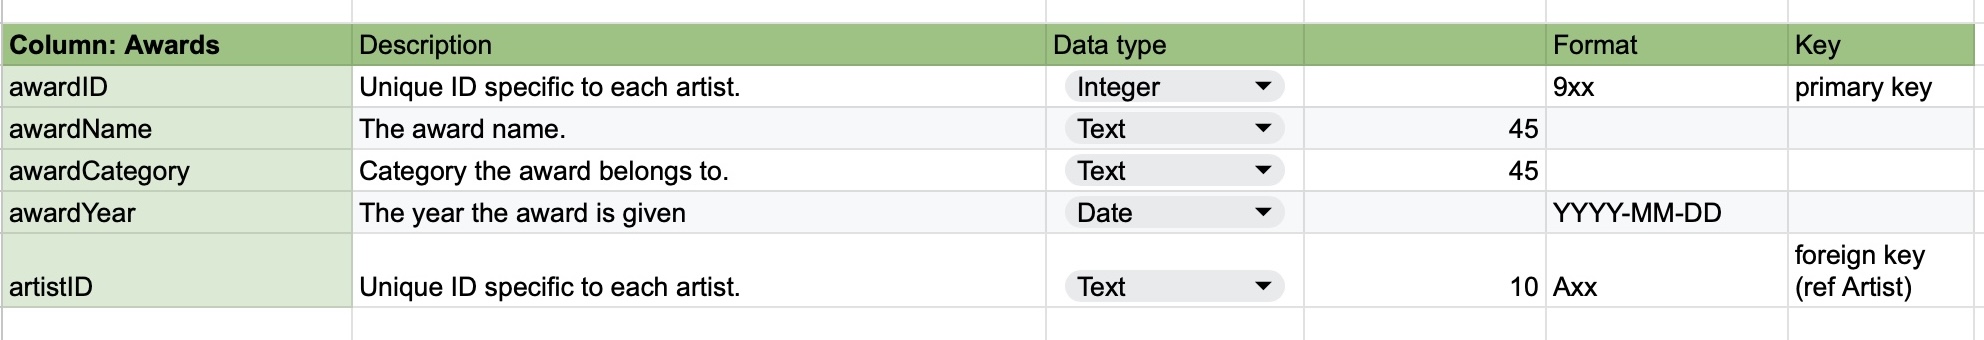 Column: Awards Description Data type Format Key
awardID Unique ID specific to each artist. Integer 9xx primary key
awardName The award name. Text 45
awardCategory Category the award belongs to. Text 45
awardYear The year the award is given Date YYYY-MM-DD
foreign key
artistID Unique ID specific to each artist. Text 10 Axx (ref Artist)